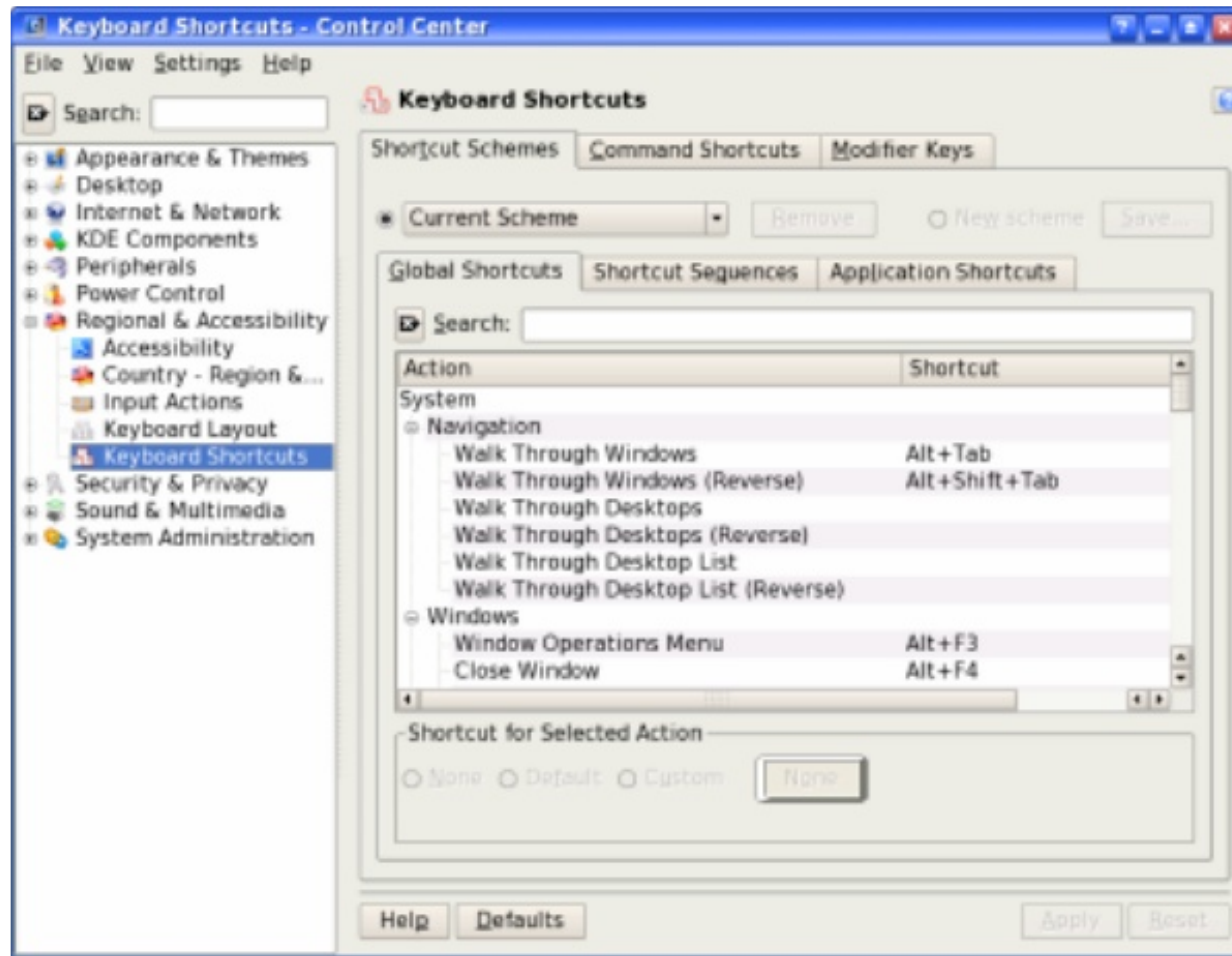 Keyboard Shortcuts - Control Center
File View Settings Help
Search:
Appearance & Themes
Desktop
Internet & Network
KDE Components
Peripherals
Power Control
Regional & Accessibility
Accessibility
Country - Region &...
Input Actions
Keyboard Layout
Keyboard Shortcuts
Security & Privacy
Sound & Multimedia
System Administration
Keyboard Shortcuts
Shortcut Schemes Command Shortcuts Modifier Keys
Current Scheme Remove New scheme Save...
Global Shortcuts Shortcut Sequences Application Shortcuts
Search:
Action Shortcut
System
Navigation
Walk Through Windows Alt+Tab
Walk Through Windows (Reverse) Alt+Shift+Tab
Walk Through Desktops
Walk Through Desktops (Reverse)
Walk Through Desktop List
Walk Through Desktop List (Reverse)
Windows
Window Operations Menu Alt+F3
Close Window Alt+F4
Shortcut for Selected Action
None Default Custom None
Help Defaults Apply Reset